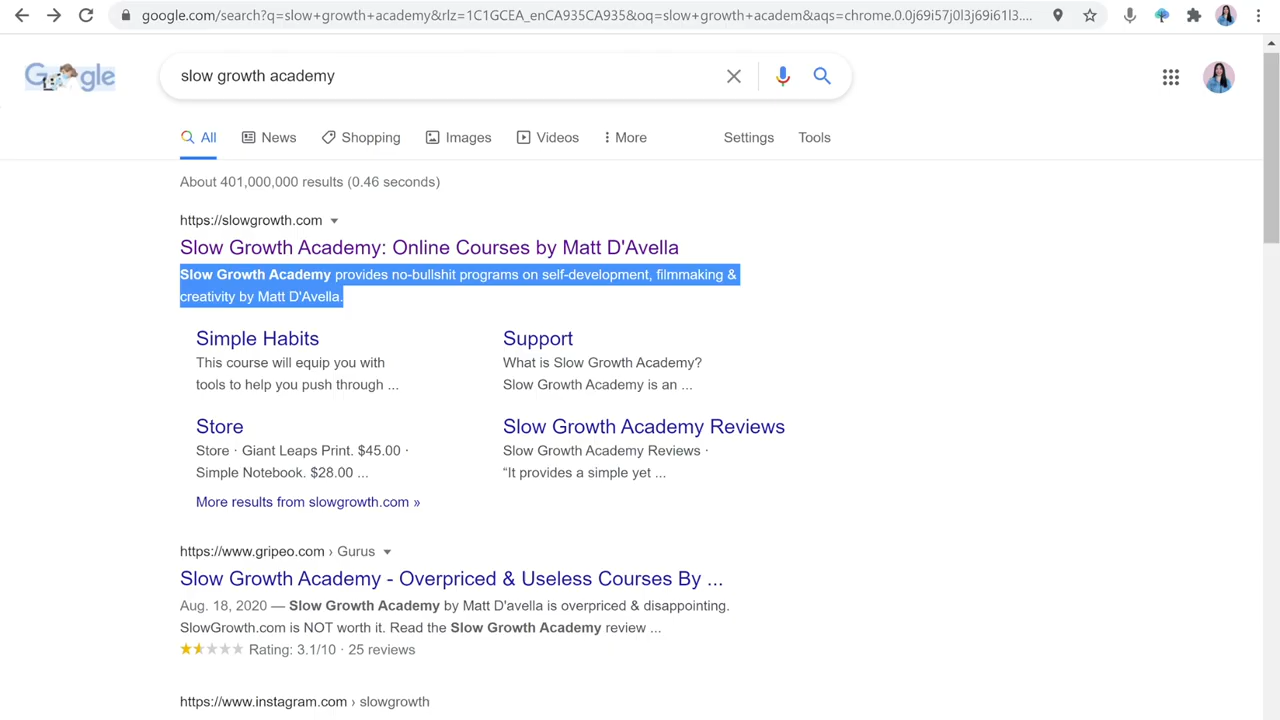 google.com/search?q=slow+growth+academy&rlz=1C1GCEA_enCA935CA935&oq=slow+growth+academ&aqs=chrome.0.0j69i57j0l3j69i61l3....
Google
slow growth academy
All News Shopping Images Videos More Settings Tools
About 401,000,000 results (0.46 seconds)
https://slowgrowth.com
Slow Growth Academy: Online Courses by Matt D'Avella
Slow Growth Academy provides no-bullshit programs on self-development, filmmaking &
creativity by Matt D'Avella.
Simple Habits
This course will equip you with
tools to help you push through ...
Support
What is Slow Growth Academy?
Slow Growth Academy is an ...
Store
Store · Giant Leaps Print. $45.00 ·
Simple Notebook. $28.00 ...
Slow Growth Academy Reviews
Slow Growth Academy Reviews ·
“It provides a simple yet ...
More results from slowgrowth.com »
https://www.gripeo.com › Gurus
Slow Growth Academy - Overpriced & Useless Courses By ...
Aug. 18, 2020 — Slow Growth Academy by Matt D'avella is overpriced & disappointing.
SlowGrowth.com is NOT worth it. Read the Slow Growth Academy review ...
Rating: 3.1/10 · 25 reviews
https://www.instagram.com › slowgrowth